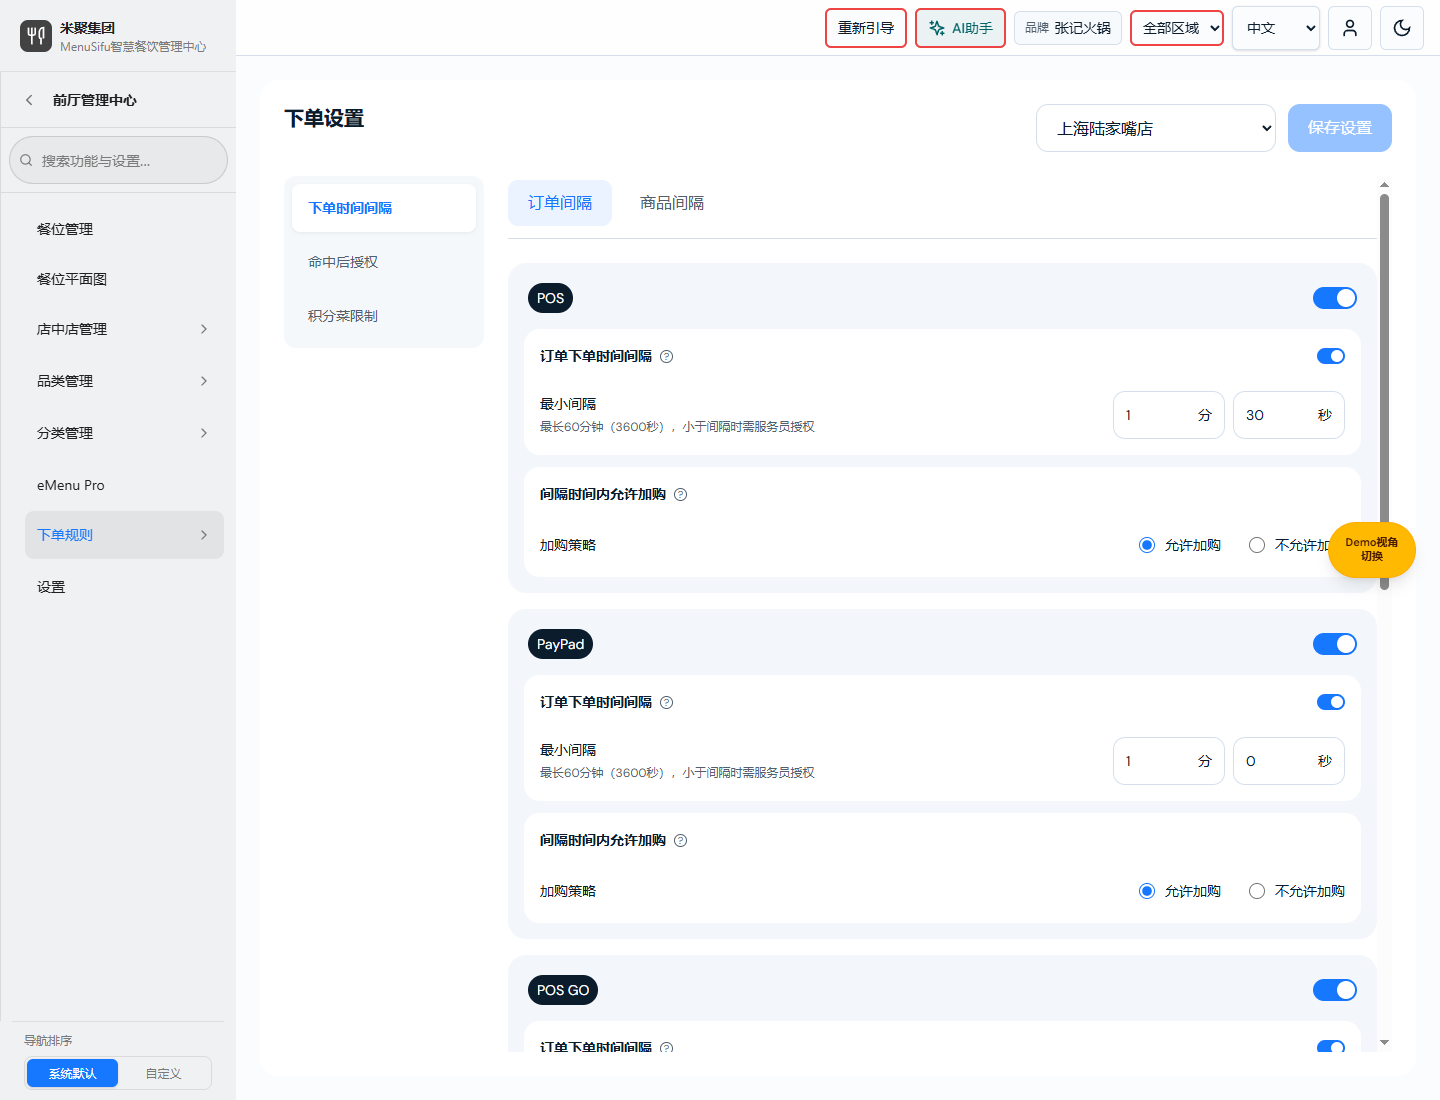 米聚集团
MenuSifu智慧餐饮管理中心
重新引导
AI助手
品牌 张记火锅
全部区域
中文
前厅管理中心
搜索功能与设置...
餐位管理
餐位平面图
店中店管理
品类管理
分类管理
eMenu Pro
下单规则
设置
导航排序
系统默认
自定义
下单设置
上海陆家嘴店
保存设置
下单时间间隔
命中后授权
积分菜限制
订单间隔
商品间隔
POS
订单下单时间间隔 ?
最小间隔
最长60分钟（3600秒），小于间隔时需服务员授权
1 分 30 秒
间隔时间内允许加购 ?
加购策略
允许加购 不允许加
Demo视角
切换
PayPad
订单下单时间间隔 ?
最小间隔
最长60分钟（3600秒），小于间隔时需服务员授权
1 分 0 秒
间隔时间内允许加购 ?
加购策略
允许加购 不允许加购
POS GO
订单下单时间间隔 ?